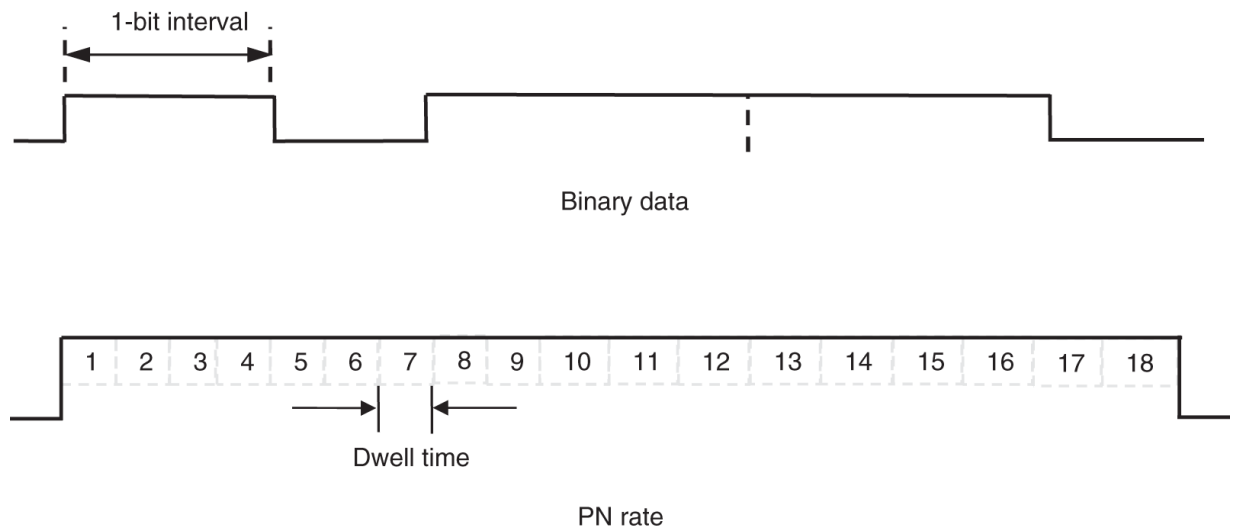 1-bit interval
Binary data
1 2 3 4 5 6 7 8 9 10 11 12 13 14 15 16 17 18
Dwell time
PN rate